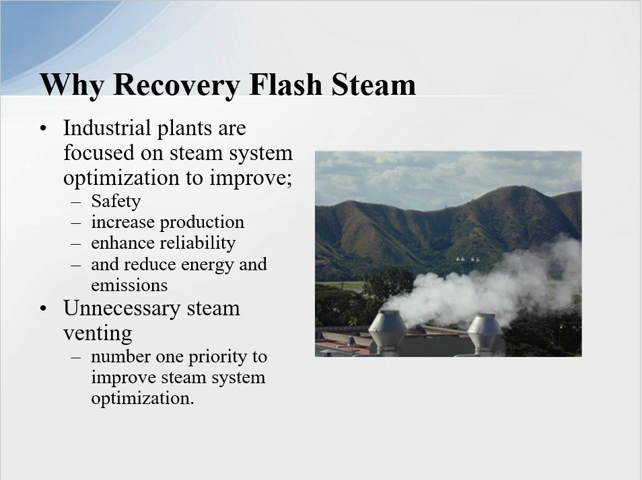 Why Recovery Flash Steam
• Industrial plants are
focused on steam system
optimization to improve;
– Safety
– increase production
– enhance reliability
– and reduce energy and
emissions
• Unnecessary steam
venting
– number one priority to
improve steam system
optimization.